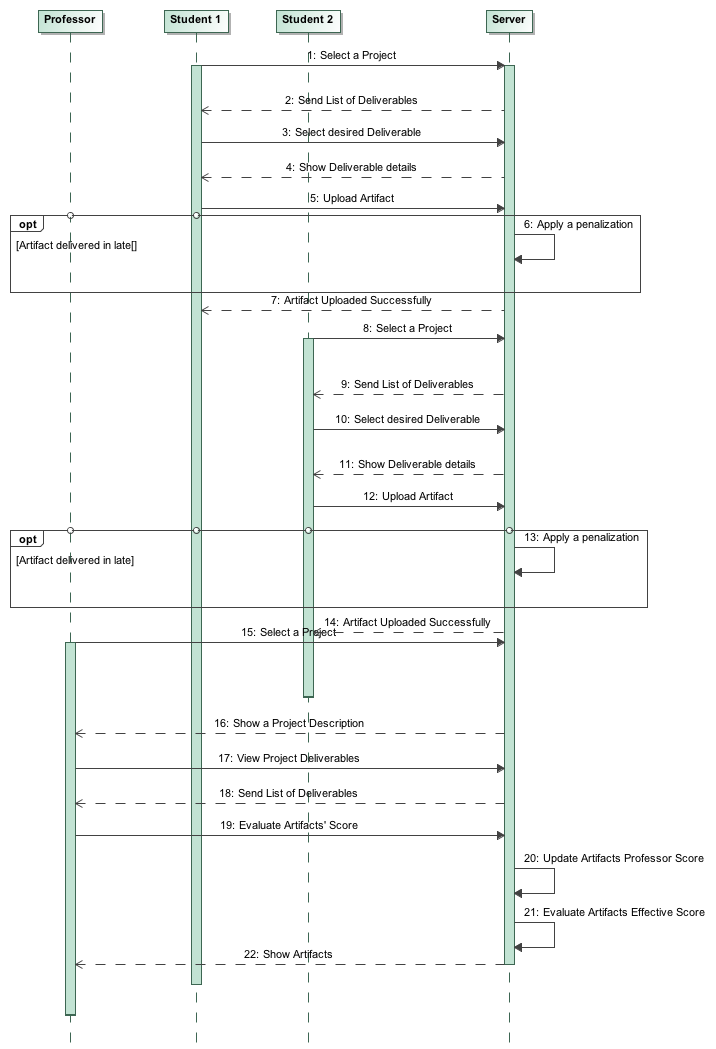 Professor
Student 1
Student 2
Server
1: Select a Project
2: Send List of Deliverables
3: Select desired Deliverable
4: Show Deliverable details
5: Upload Artifact
opt
6: Apply a penalization
[Artifact delivered in late[]
7: Artifact Uploaded Successfully
8: Select a Project
9: Send List of Deliverables
10: Select desired Deliverable
11: Show Deliverable details
12: Upload Artifact
opt
13: Apply a penalization
[Artifact delivered in late]
14: Artifact Uploaded Successfully
15: Select a Project
16: Show a Project Description
17: View Project Deliverables
18: Send List of Deliverables
19: Evaluate Artifacts' Score
20: Update Artifacts Professor Score
21: Evaluate Artifacts Effective Score
22: Show Artifacts